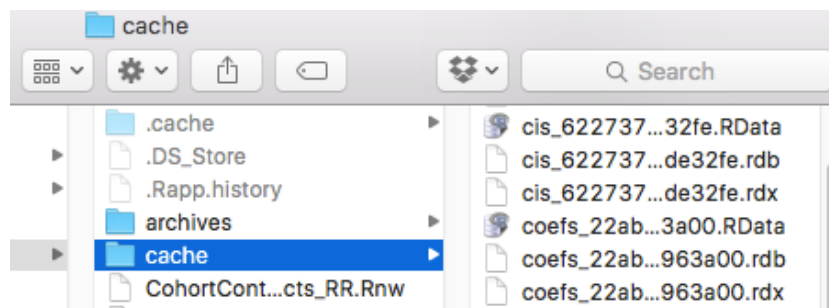 cache
Search
.cache
.DS_Store
.Rapp.history
archives
cache
CohortCont...cts_RR.Rnw
cis_622737...32fe.RData
cis_622737...de32fe.rdb
cis_622737...de32fe.rdx
coefs_22ab...3a00.RData
coefs_22ab...963a00.rdb
coefs_22ab...963a00.rdx